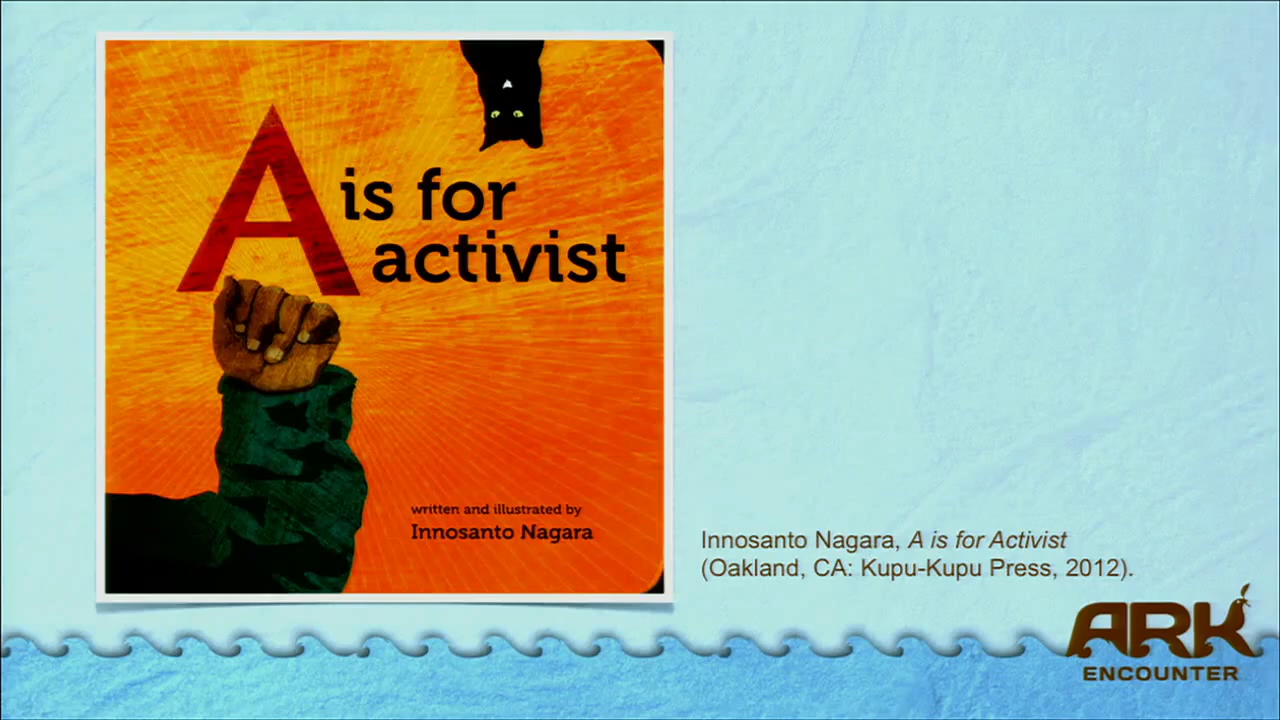 A is for
activist
written and illustrated by
Innosanto Nagara
Innosanto Nagara, A is for Activist
(Oakland, CA: Kupu-Kupu Press, 2012).
ARK
ENCOUNTER